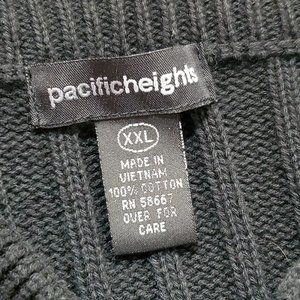 pacificheights
XXL
MADE IN
VIETNAM
100% COTTON
RN 58667
OVER FOR
CARE